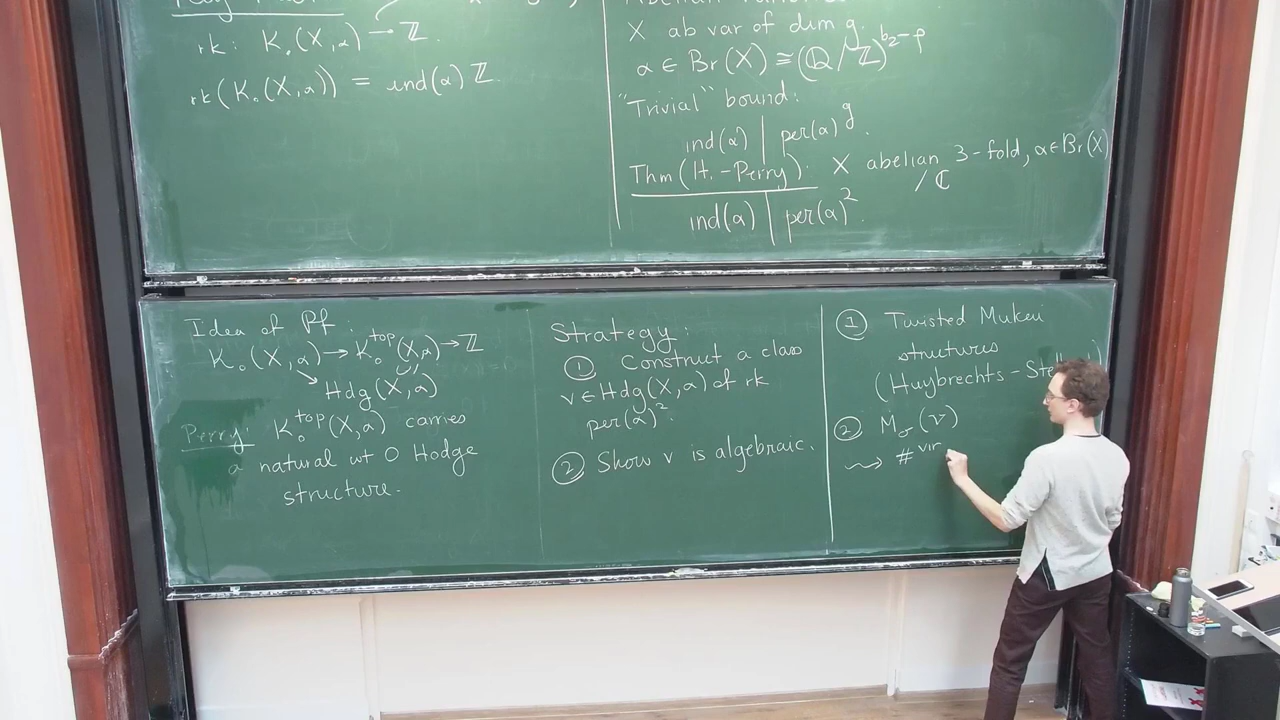 rk: K₀(X,α) → ℤ.
rk(K₀(X,α)) = ind(α)ℤ.
X ab var of dim g.
α ∈ Br(X) ≅ (ℚ/ℤ)^{b₂-ρ}
"Trivial" bound:
ind(α) | per(α)^g.
Thm (H.-Perry). X abelian 3-fold, α∈Br(X)
/ℂ
ind(α) | per(α)².
Idea of Pf:
K₀(X,α) → K₀^{top}(X,α) → ℤ
Hdg(X,α)
Perry: K₀^{top}(X,α) carries
a natural wt 0 Hodge
structure.
Strategy:
① Construct a class
v∈Hdg(X,α) of rk
per(α)².
② Show v is algebraic.
① Twisted Mukai
structures
(Huybrechts-
② M_σ(v)
⇝ #^{vir}